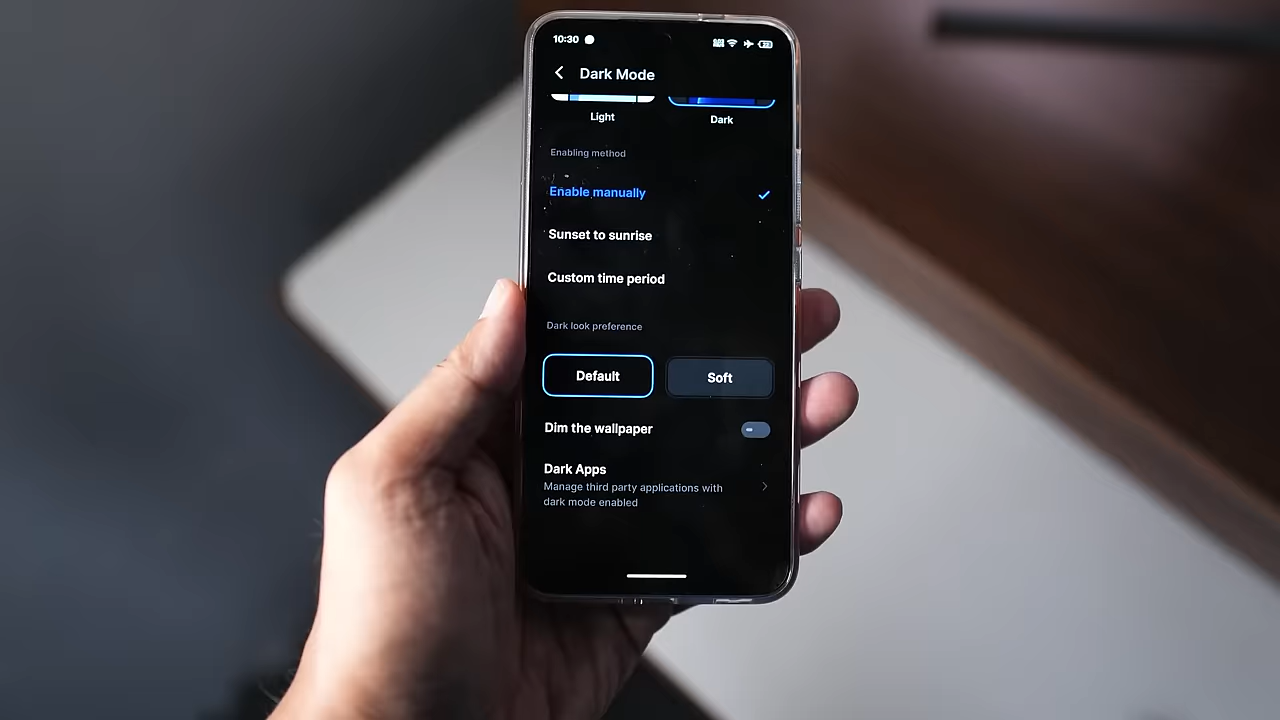 10:30
Dark Mode
Light
Dark
Enabling method
Enable manually
Sunset to sunrise
Custom time period
Dark look preference
Default
Soft
Dim the wallpaper
Dark Apps
Manage third party applications with
dark mode enabled